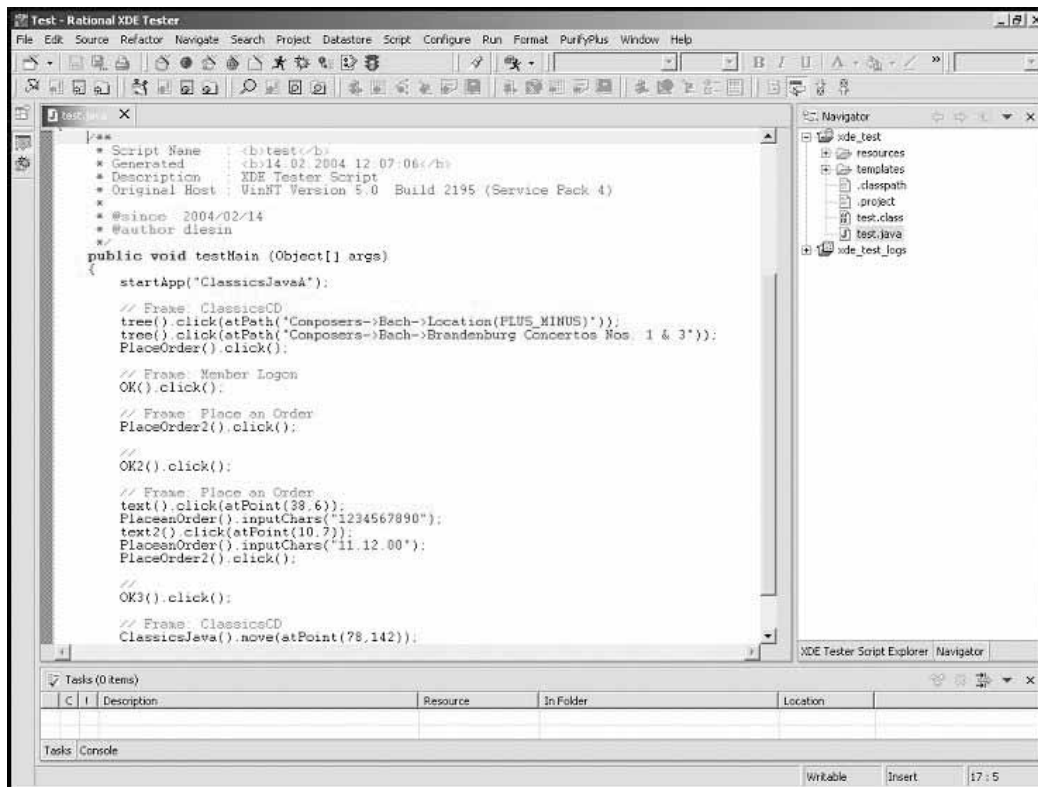 Test - Rational XDE Tester
File Edit Source Refactor Navigate Search Project Datastore Script Configure Run Format PurifyPlus Window Help
B I U A
test.java
/**
* Script Name : <b>test</b>
* Generated : <b>14.02.2004 12:07:06</b>
* Description : XDE Tester Script
* Original Host : WinNT Version 5.0 Build 2195 (Service Pack 4)
*
* @since 2004/02/14
* @author dlesin
*/
public void testMain (Object[] args)
{
startApp("ClassicsJavaA");
// Frame: ClassicsCD
tree().click(atPath("Composers->Bach->Location(PLUS_MINUS)"));
tree().click(atPath("Composers->Bach->Brandenburg Concertos Nos. 1 & 3"));
PlaceOrder().click();
// Frame: Member Logon
OK().click();
// Frame: Place an Order
PlaceOrder2().click();
//
OK2().click();
// Frame: Place an Order
text().click(atPoint(38,6));
PlaceanOrder().inputChars("1234567890");
text2().click(atPoint(10,7));
PlaceanOrder().inputChars("11.12.00");
PlaceOrder2().click();
//
OK3().click();
// Frame: ClassicsCD
ClassicsJava().move(atPoint(78,142));
Navigator
xde_test
resources
templates
.classpath
.project
test.class
test.java
xde_test_logs
XDE Tester Script Explorer Navigator
Tasks (0 items)
C ! Description Resource In Folder Location
Tasks Console
Writable Insert 17 : 5